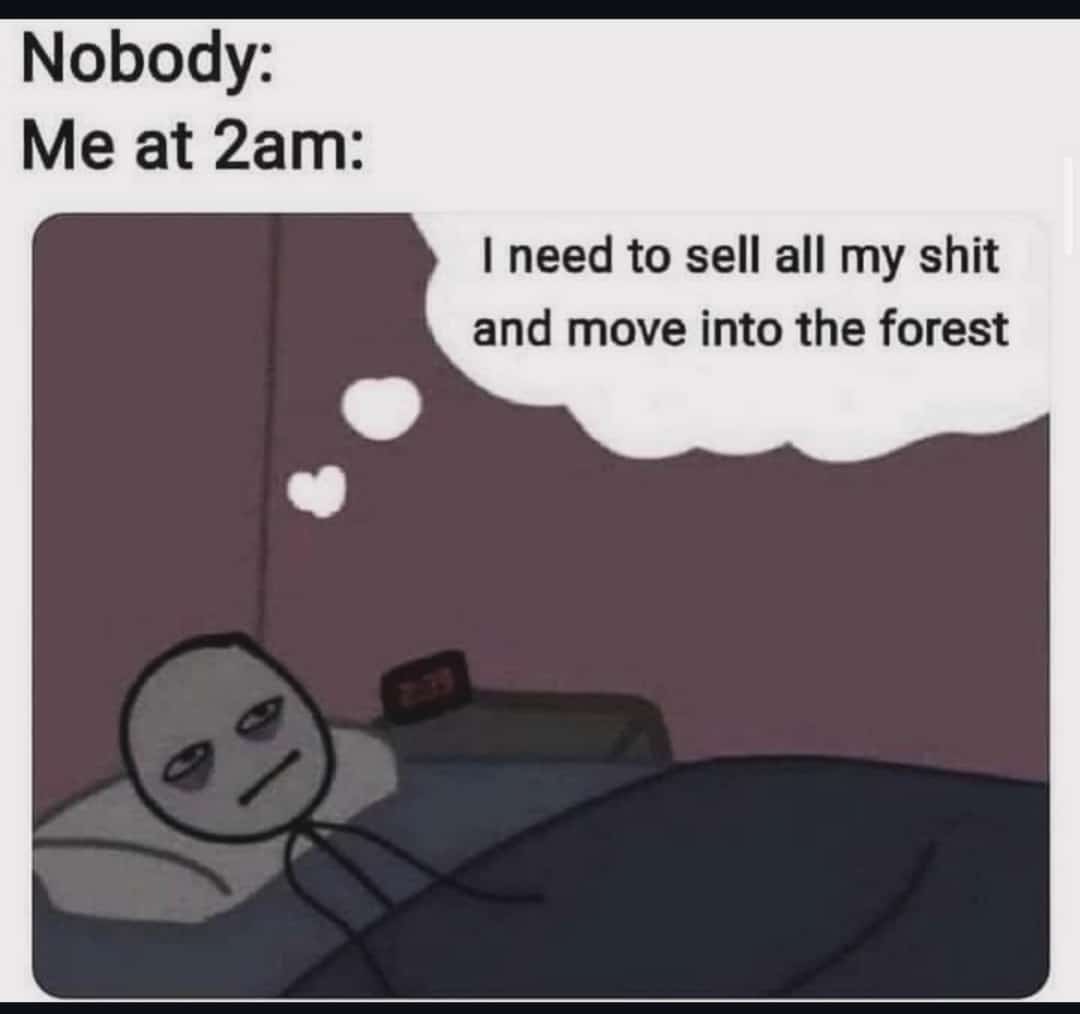 Nobody:
Me at 2am:
I need to sell all my shit
and move into the forest